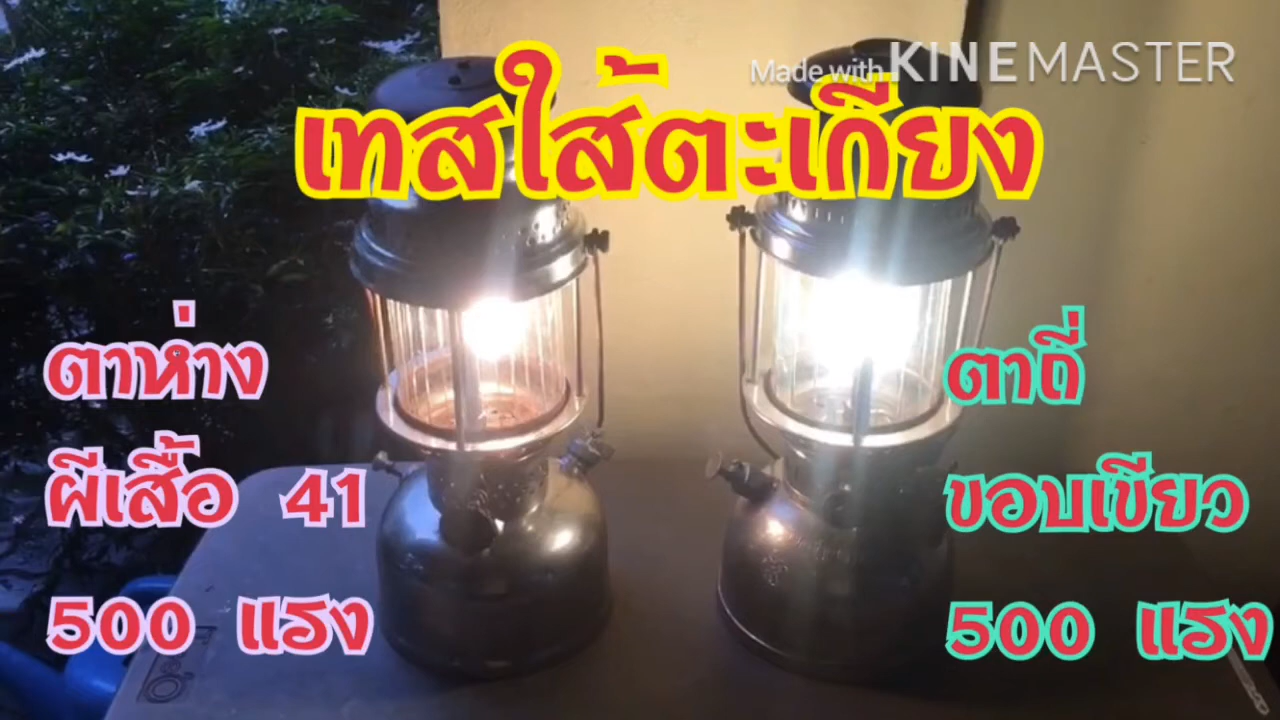 Made with KINEMASTER
เทสใส้ตะเกียง
ตาห่าง
ผีเสื้อ 41
500 แรง
ตาถี่
ขอบเขียว
500 แรง